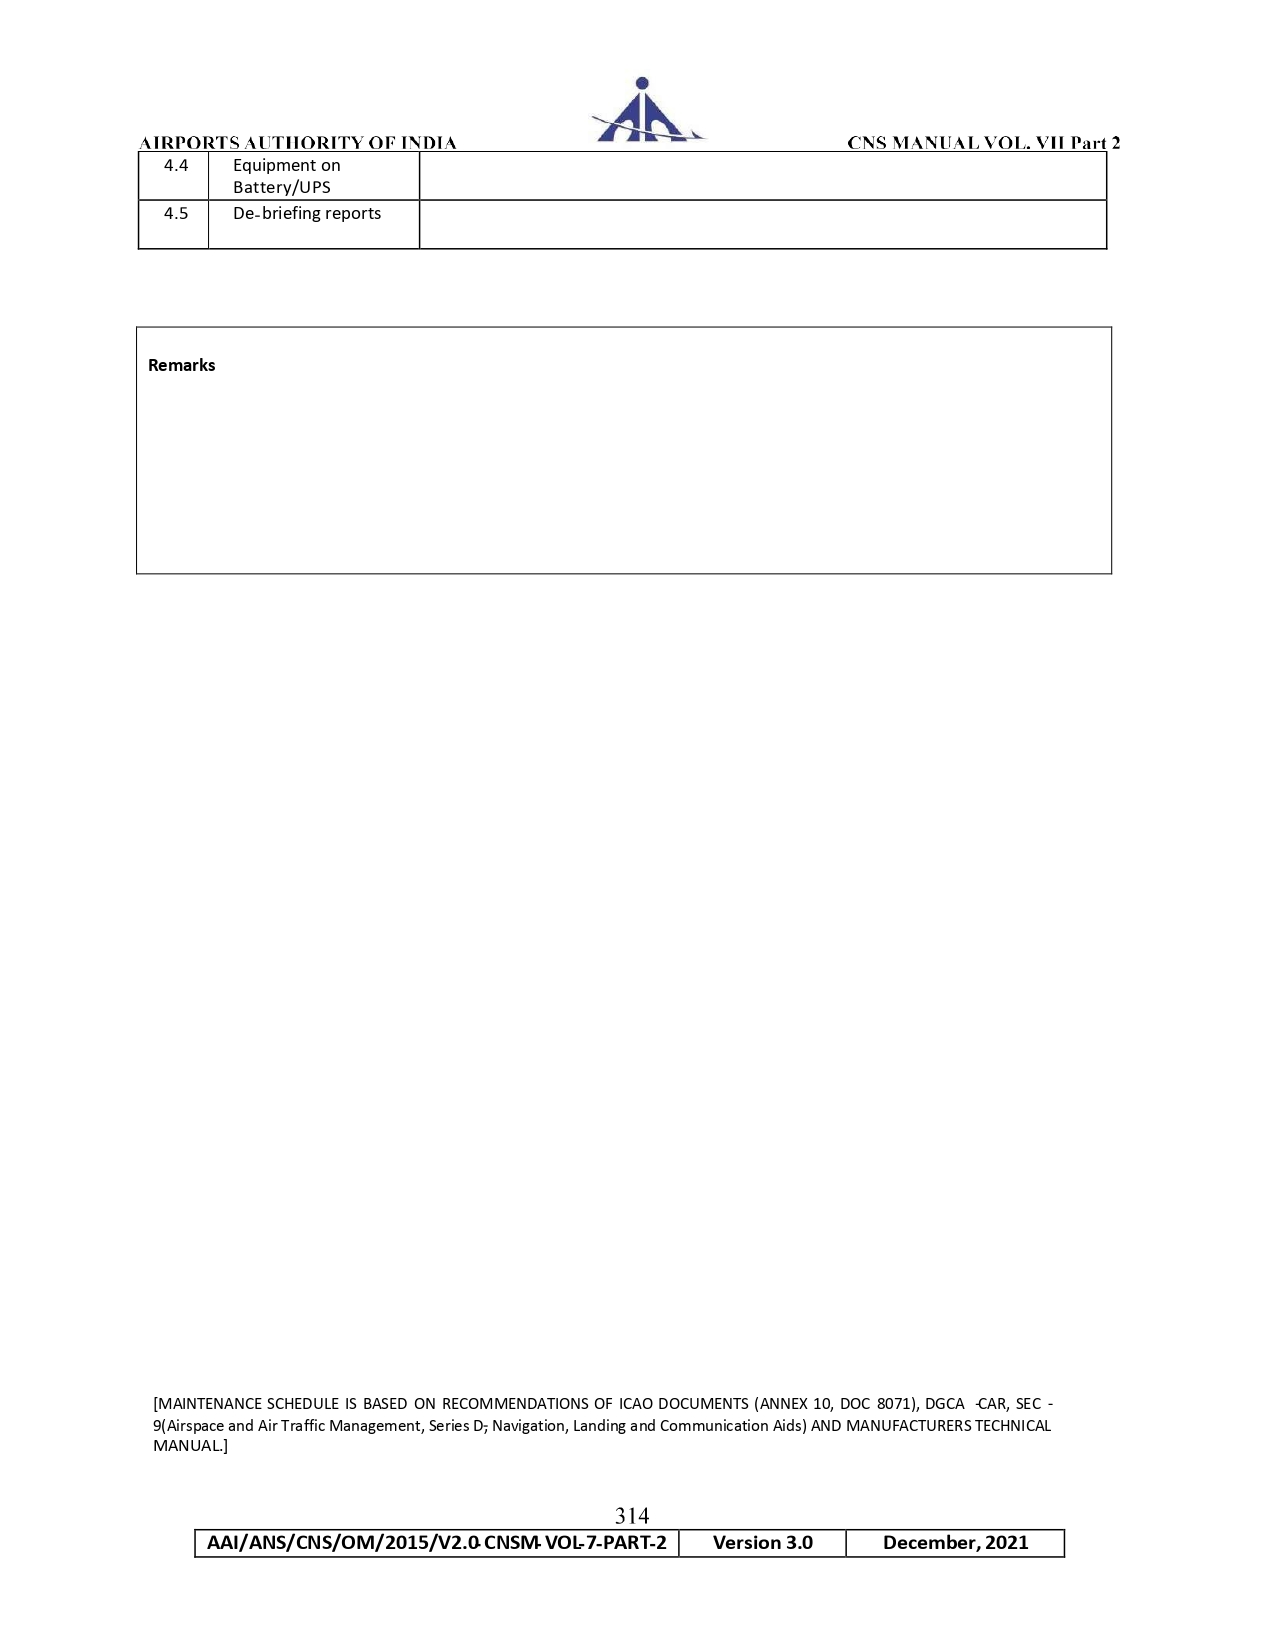 AIRPORTS AUTHORITY OF INDIA CNS MANUAL VOL. VII Part 2
4.4 Equipment on
Battery/UPS
4.5 De-briefing reports
Remarks
[MAINTENANCE SCHEDULE IS BASED ON RECOMMENDATIONS OF ICAO DOCUMENTS (ANNEX 10, DOC 8071), DGCA -CAR, SEC -
9(Airspace and Air Traffic Management, Series D; Navigation, Landing and Communication Aids) AND MANUFACTURERS TECHNICAL
MANUAL.]
314
AAI/ANS/CNS/OM/2015/V2.0-CNSM-VOL-7-PART-2 Version 3.0 December, 2021